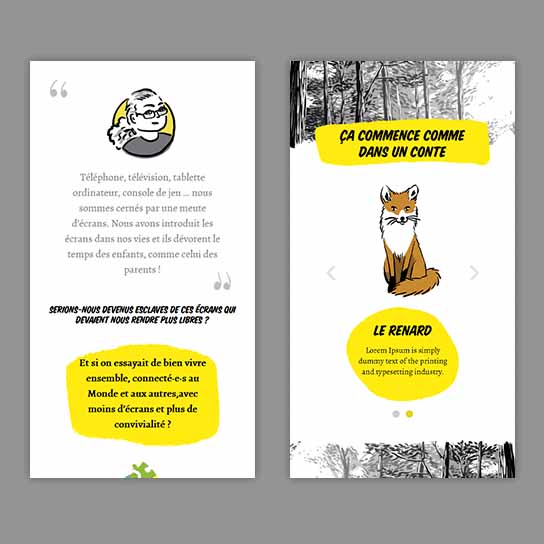 “
Téléphone, télévision, tablette
ordinateur, console de jeu ... nous
sommes cernés par une meute
d’écrans. Nous avons introduit les
écrans dans nos vies et ils dévorent le
temps des enfants, comme celui des
parents !
”
SERIONS-NOUS DEVENUS ESCLAVES DE CES ÉCRANS QUI
DEVAIENT NOUS RENDRE PLUS LIBRES ?
Et si on essayait de bien vivre
ensemble, connecté·e·s au
Monde et aux autres,avec
moins d’écrans et plus de
convivialité ?
ÇA COMMENCE COMME
DANS UN CONTE
LE RENARD
Lorem Ipsum is simply
dummy text of the printing
and typesetting industry.